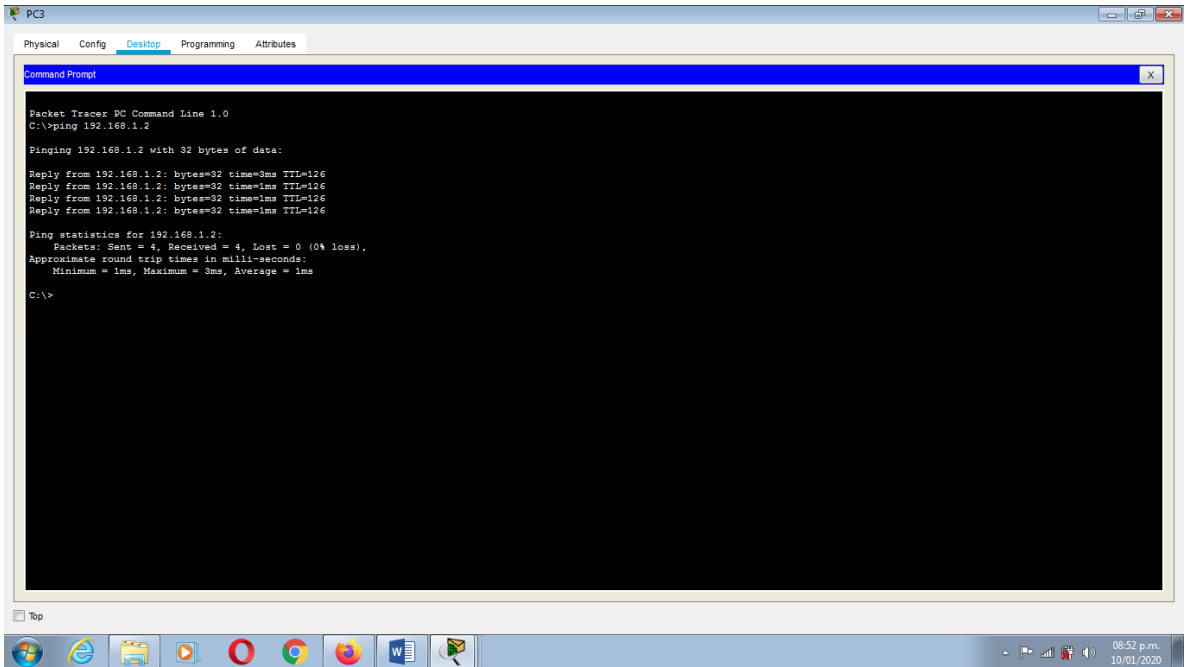 PC3
Physical Config Desktop Programming Attributes
Command Prompt
X
Packet Tracer PC Command Line 1.0
C:\>ping 192.168.1.2
Pinging 192.168.1.2 with 32 bytes of data:
Reply from 192.168.1.2: bytes=32 time=3ms TTL=126
Reply from 192.168.1.2: bytes=32 time=1ms TTL=126
Reply from 192.168.1.2: bytes=32 time=1ms TTL=126
Reply from 192.168.1.2: bytes=32 time=1ms TTL=126
Ping statistics for 192.168.1.2:
Packets: Sent = 4, Received = 4, Lost = 0 (0% loss),
Approximate round trip times in milli-seconds:
Minimum = 1ms, Maximum = 3ms, Average = 1ms
C:\>
Top
08:52 p.m.
10/01/2020